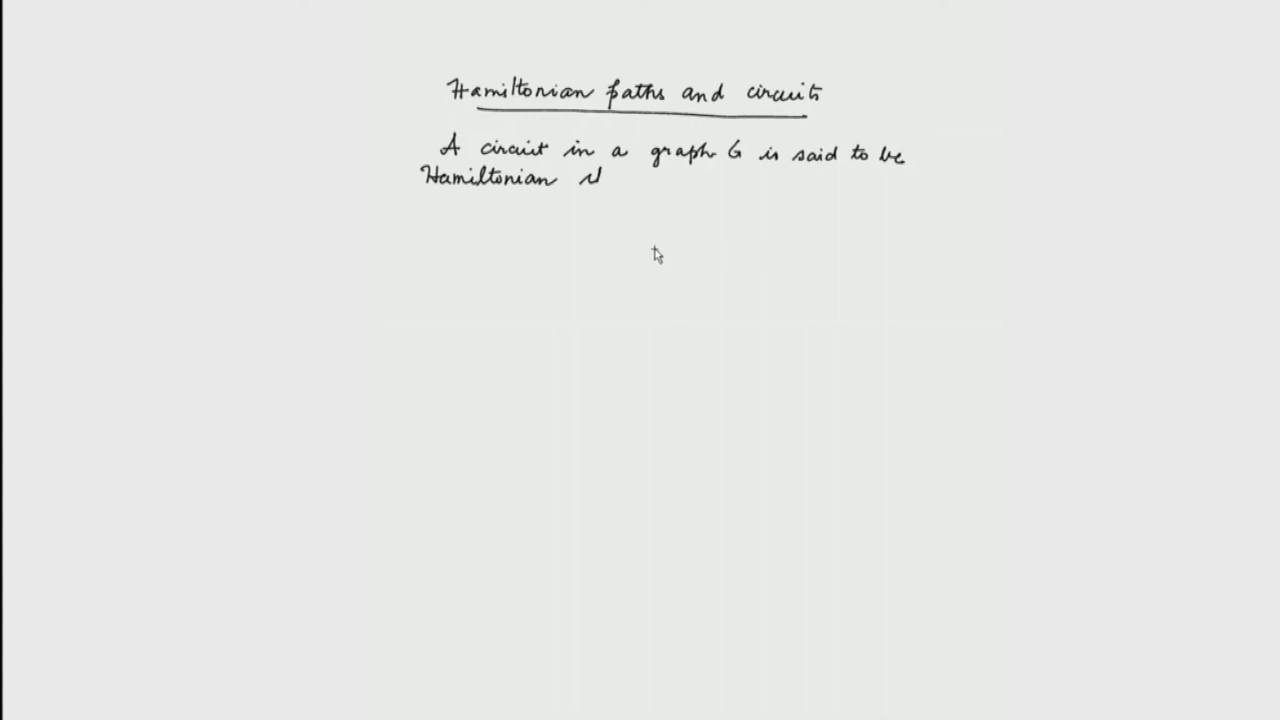 Hamiltonian paths and circuits
A circuit in a graph G is said to be
Hamiltonian